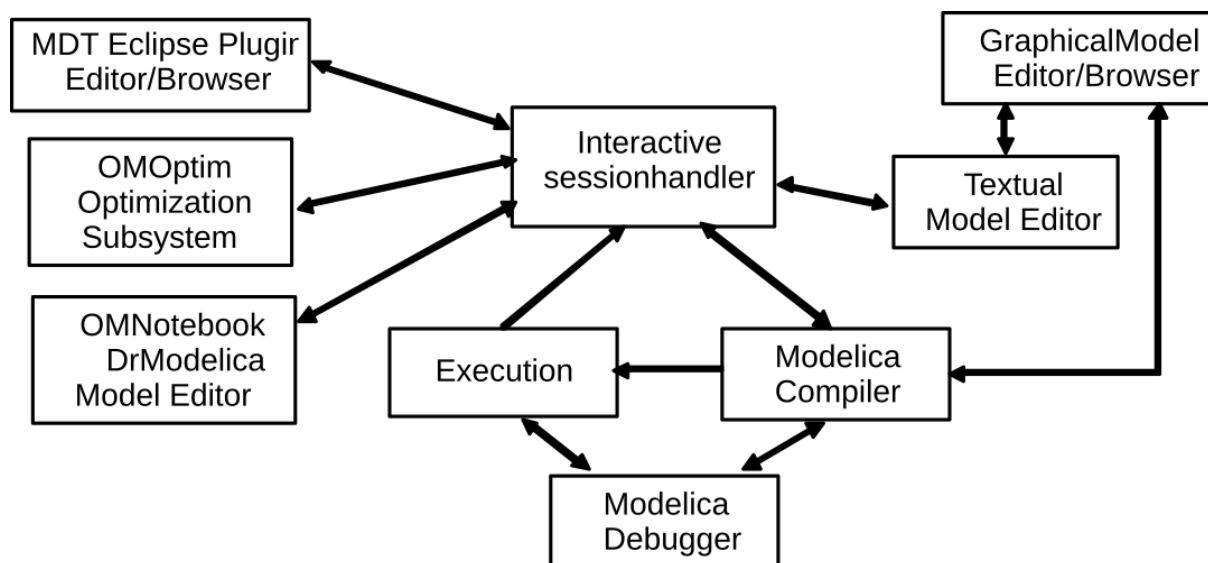 MDT Eclipse Plugin
Editor/Browser
GraphicalModel
Editor/Browser
Interactive
sessionhandler
OMOptim
Optimization
Subsystem
Textual
Model Editor
OMNotebook
DrModelica
Model Editor
Execution
Modelica
Compiler
Modelica
Debugger